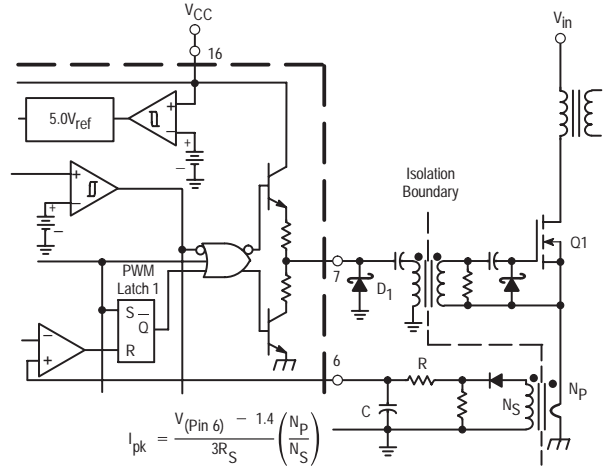 VCC
16
Vin
5.0Vref
+
−
+
−
+
−
+
−
Isolation
Boundary
Q1
PWM
Latch 1
7
D1
S
Q̅
R
−
+
6
R
C
NS
NP
Ipk = V(Pin 6) − 1.4 / 3RS (NP / NS)